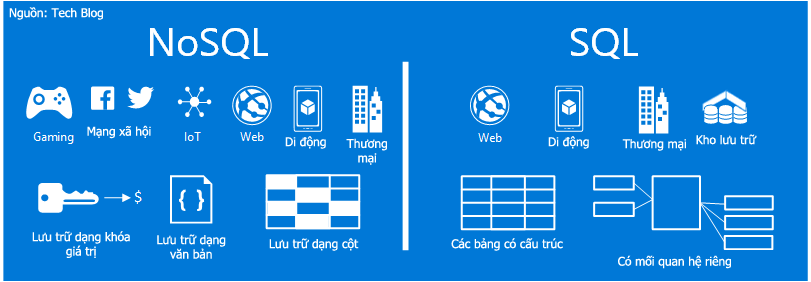 Nguồn: Tech Blog
NoSQL
SQL
Gaming
Mạng xã hội
IoT
Web
Di động
Thương
mại
Web
Di động
Thương mại
Kho lưu trữ
$
{ }
Lưu trữ dạng khóa
giá trị
Lưu trữ dạng
văn bản
Lưu trữ dạng cột
Các bảng có cấu trúc
Có mối quan hệ riêng